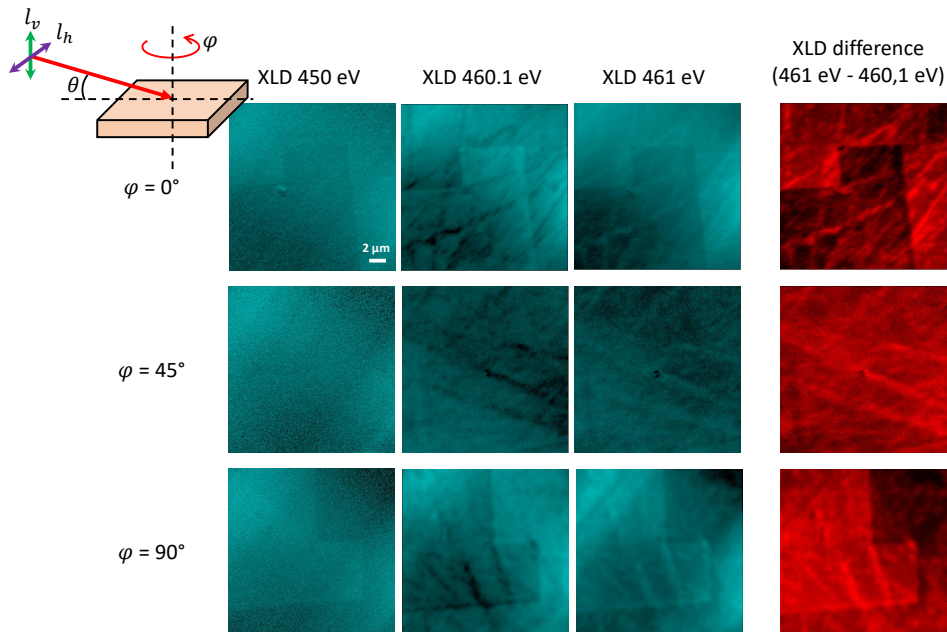 l_v
l_h
φ
θ
XLD 450 eV
XLD 460.1 eV
XLD 461 eV
XLD difference
(461 eV - 460,1 eV)
φ = 0°
2 µm
φ = 45°
φ = 90°